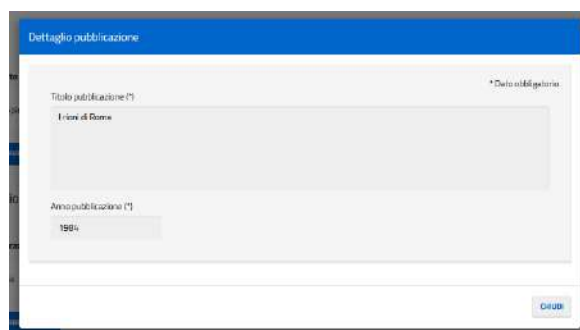 Dettaglio pubblicazione
* Dato obbligatorio
Titolo pubblicazione (*)
I rioni di Roma
Anno pubblicazione (*)
1984
CHIUDI